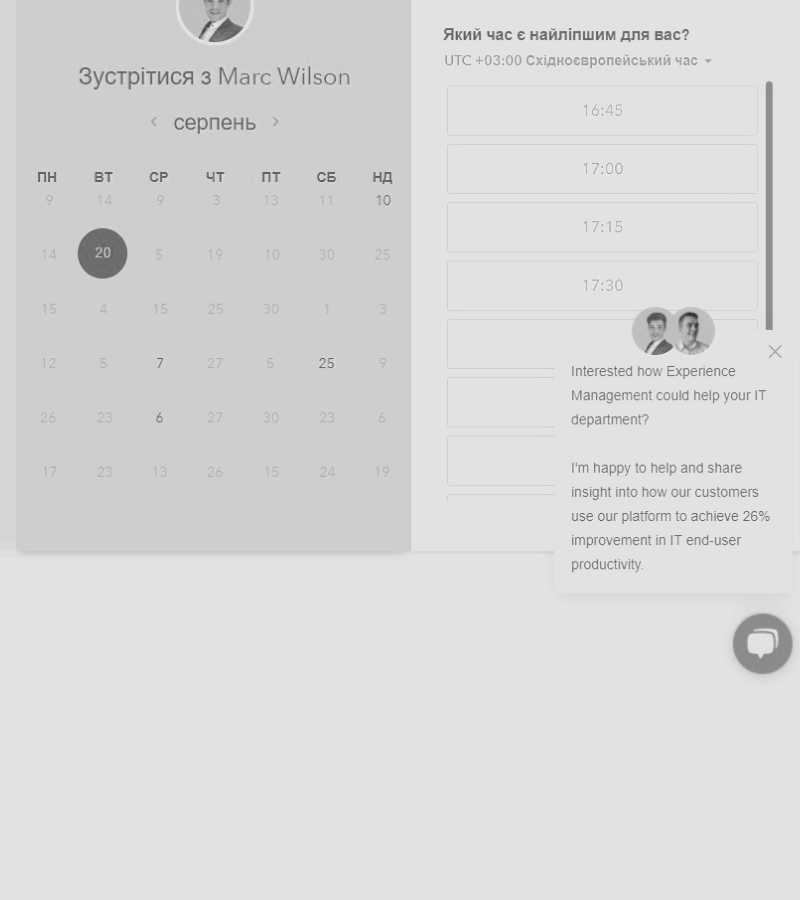 Зустрітися з Marc Wilson
серпень
ПН ВТ СР ЧТ ПТ СБ НД
9 14 9 3 13 11 10
14 20 5 19 10 30 25
15 4 15 25 30 1 3
12 5 7 27 5 25 9
26 23 6 27 30 23 6
17 23 13 26 15 24 19
Який час є найліпшим для вас?
UTC +03:00 Східноєвропейський час
16:45
17:00
17:15
17:30
Interested how Experience
Management could help your IT
department?
I'm happy to help and share
insight into how our customers
use our platform to achieve 26%
improvement in IT end-user
productivity.